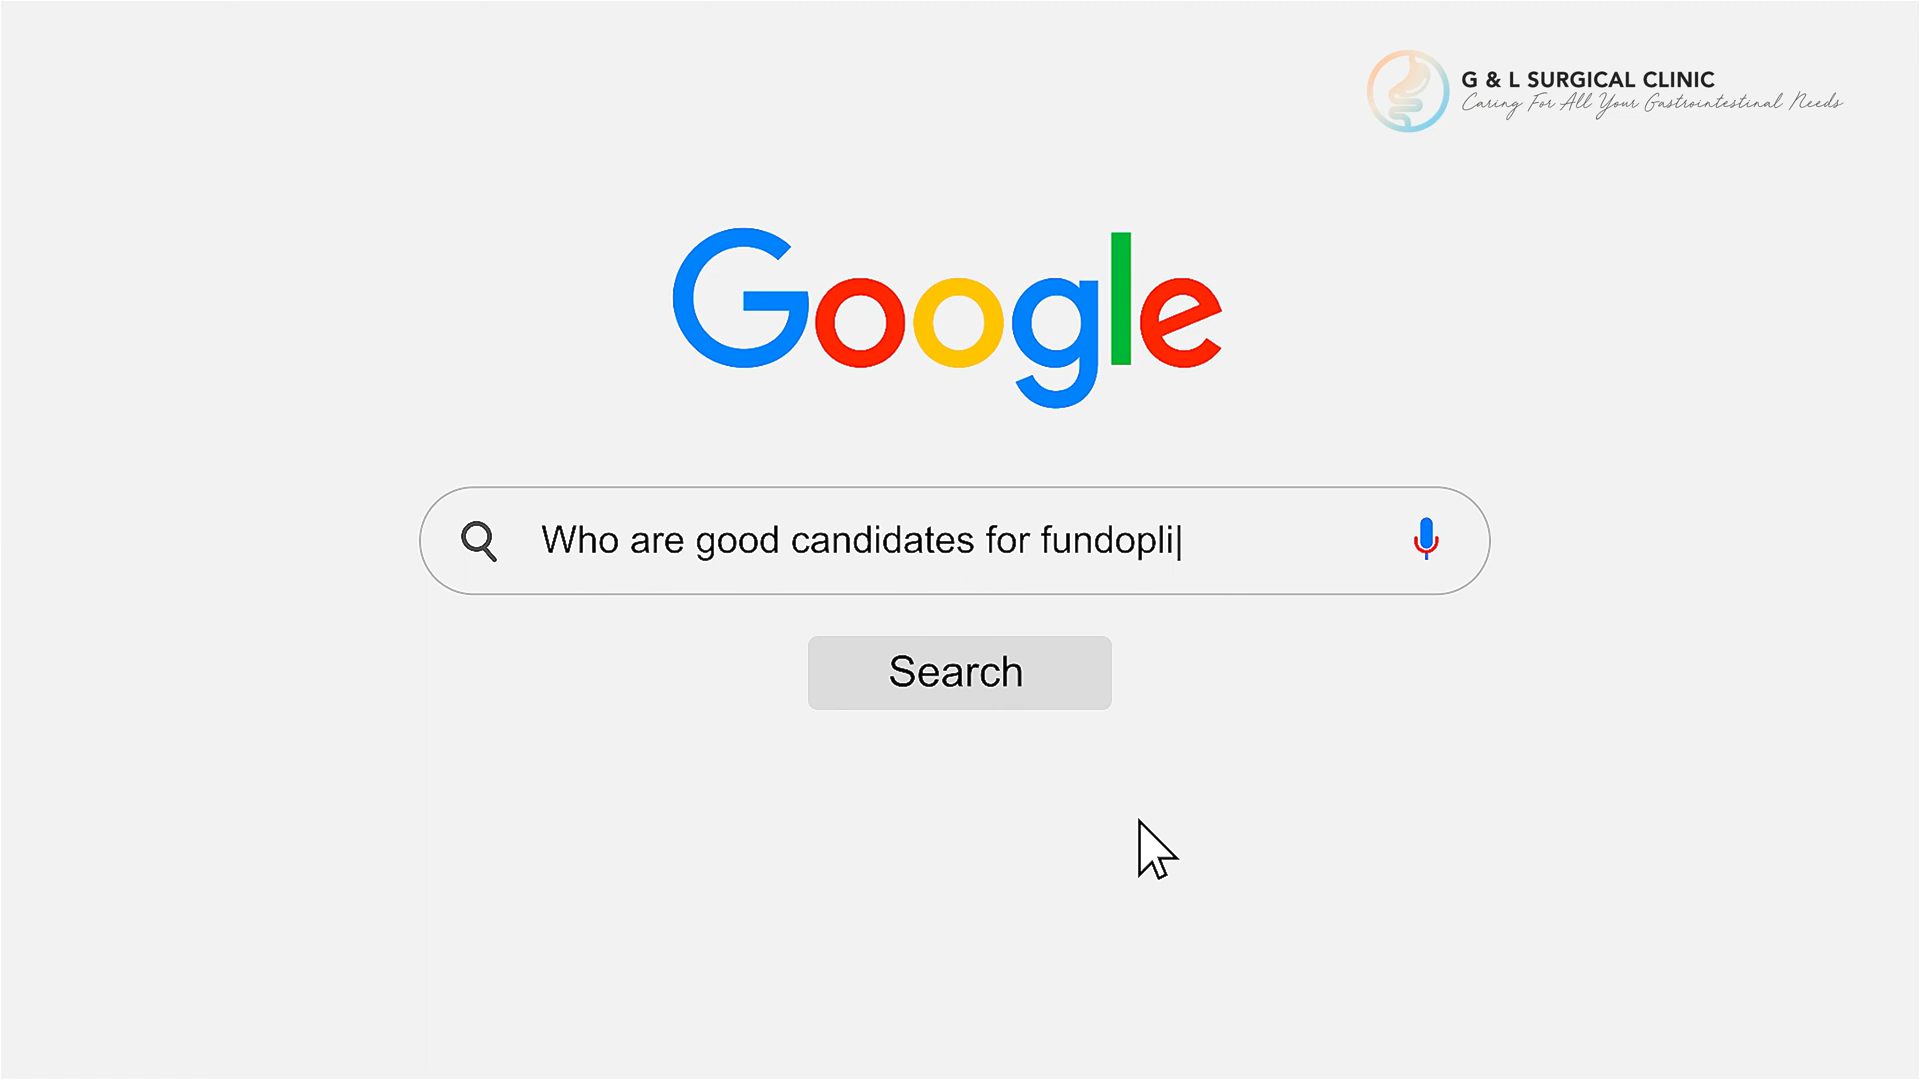 G & L SURGICAL CLINIC
Caring For All Your Gastrointestinal Needs
Google
Who are good candidates for fundopli
Search